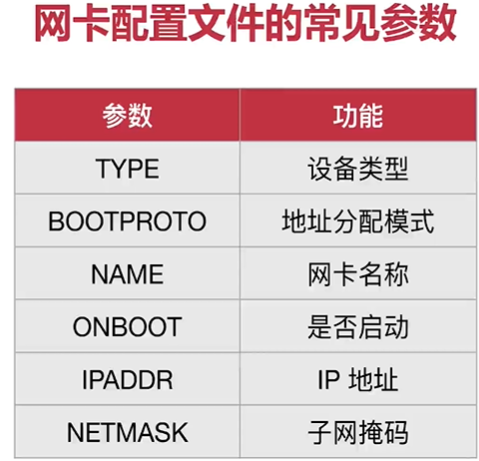 网卡配置文件的常见参数
参数 功能
TYPE 设备类型
BOOTPROTO 地址分配模式
NAME 网卡名称
ONBOOT 是否启动
IPADDR IP 地址
NETMASK 子网掩码